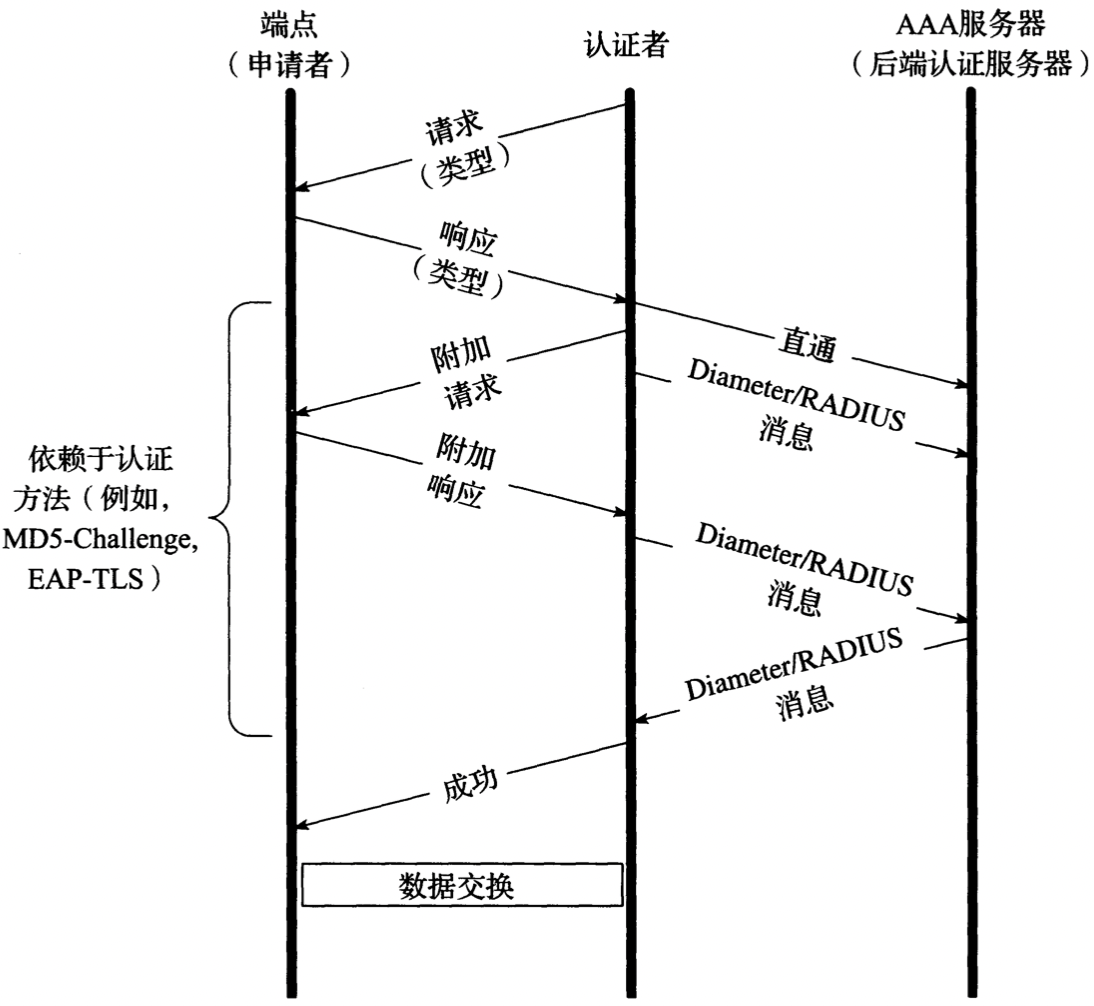 端点
（申请者）
认证者
AAA服务器
（后端认证服务器）
请求
（类型）
响应
（类型）
直通
附加
请求
Diameter/RADIUS
消息
附加
响应
依赖于认证
方法（例如，
MD5-Challenge,
EAP-TLS）
Diameter/RADIUS
消息
Diameter/RADIUS
消息
成功
数据交换